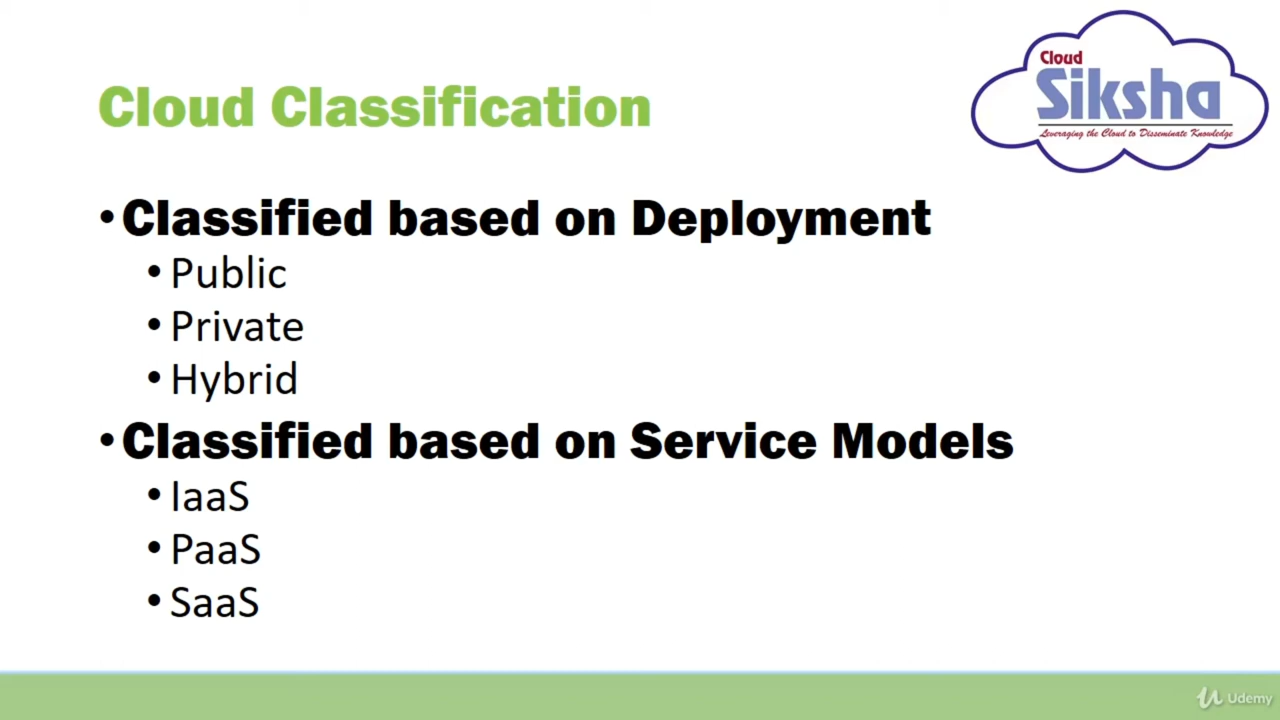 Cloud
Siksha
Leveraging the Cloud to Disseminate Knowledge
Cloud Classification
•Classified based on Deployment
•Public
•Private
•Hybrid
•Classified based on Service Models
•IaaS
•PaaS
•SaaS
Udemy